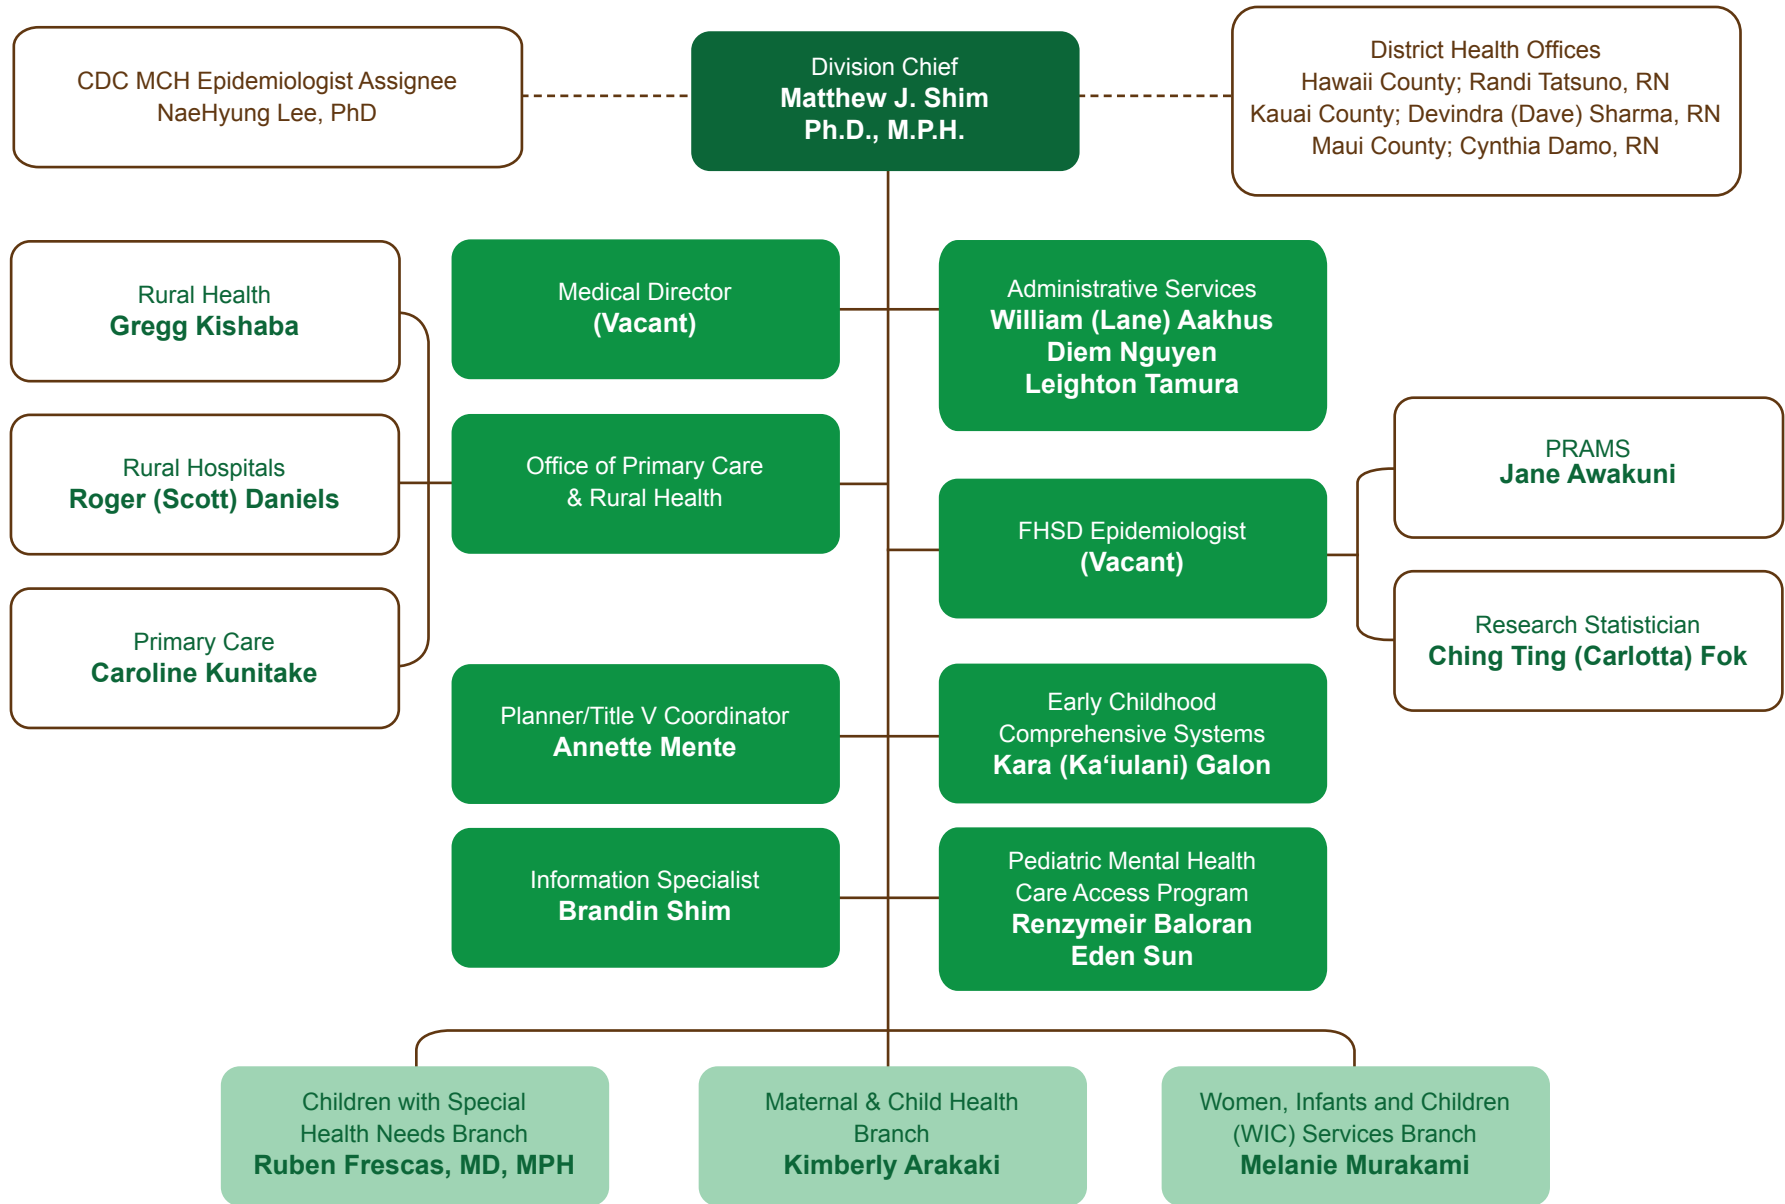 CDC MCH Epidemiologist Assignee
NaeHyung Lee, PhD
Division Chief
Matthew J. Shim
Ph.D., M.P.H.
District Health Offices
Hawaii County; Randi Tatsuno, RN
Kauai County; Devindra (Dave) Sharma, RN
Maui County; Cynthia Damo, RN
Rural Health
Gregg Kishaba
Medical Director
(Vacant)
Administrative Services
William (Lane) Aakhus
Diem Nguyen
Leighton Tamura
Rural Hospitals
Roger (Scott) Daniels
Office of Primary Care
& Rural Health
PRAMS
Jane Awakuni
FHSD Epidemiologist
(Vacant)
Primary Care
Caroline Kunitake
Research Statistician
Ching Ting (Carlotta) Fok
Planner/Title V Coordinator
Annette Mente
Early Childhood
Comprehensive Systems
Kara (Kaʻiulani) Galon
Information Specialist
Brandin Shim
Pediatric Mental Health
Care Access Program
Renzymeir Baloran
Eden Sun
Children with Special
Health Needs Branch
Ruben Frescas, MD, MPH
Maternal & Child Health
Branch
Kimberly Arakaki
Women, Infants and Children
(WIC) Services Branch
Melanie Murakami